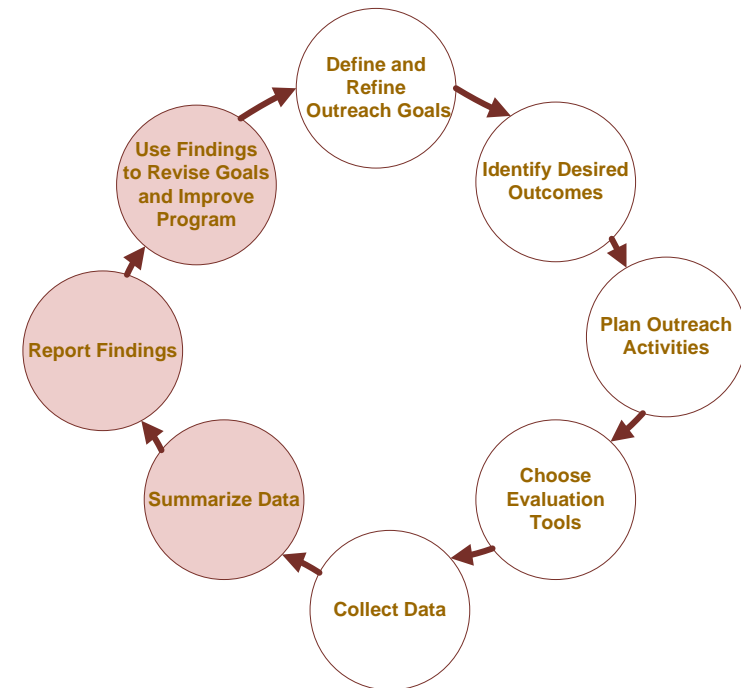 Define and
Refine
Outreach Goals
Identify Desired
Outcomes
Plan Outreach
Activities
Choose
Evaluation
Tools
Collect Data
Summarize Data
Report Findings
Use Findings
to Revise Goals
and Improve
Program